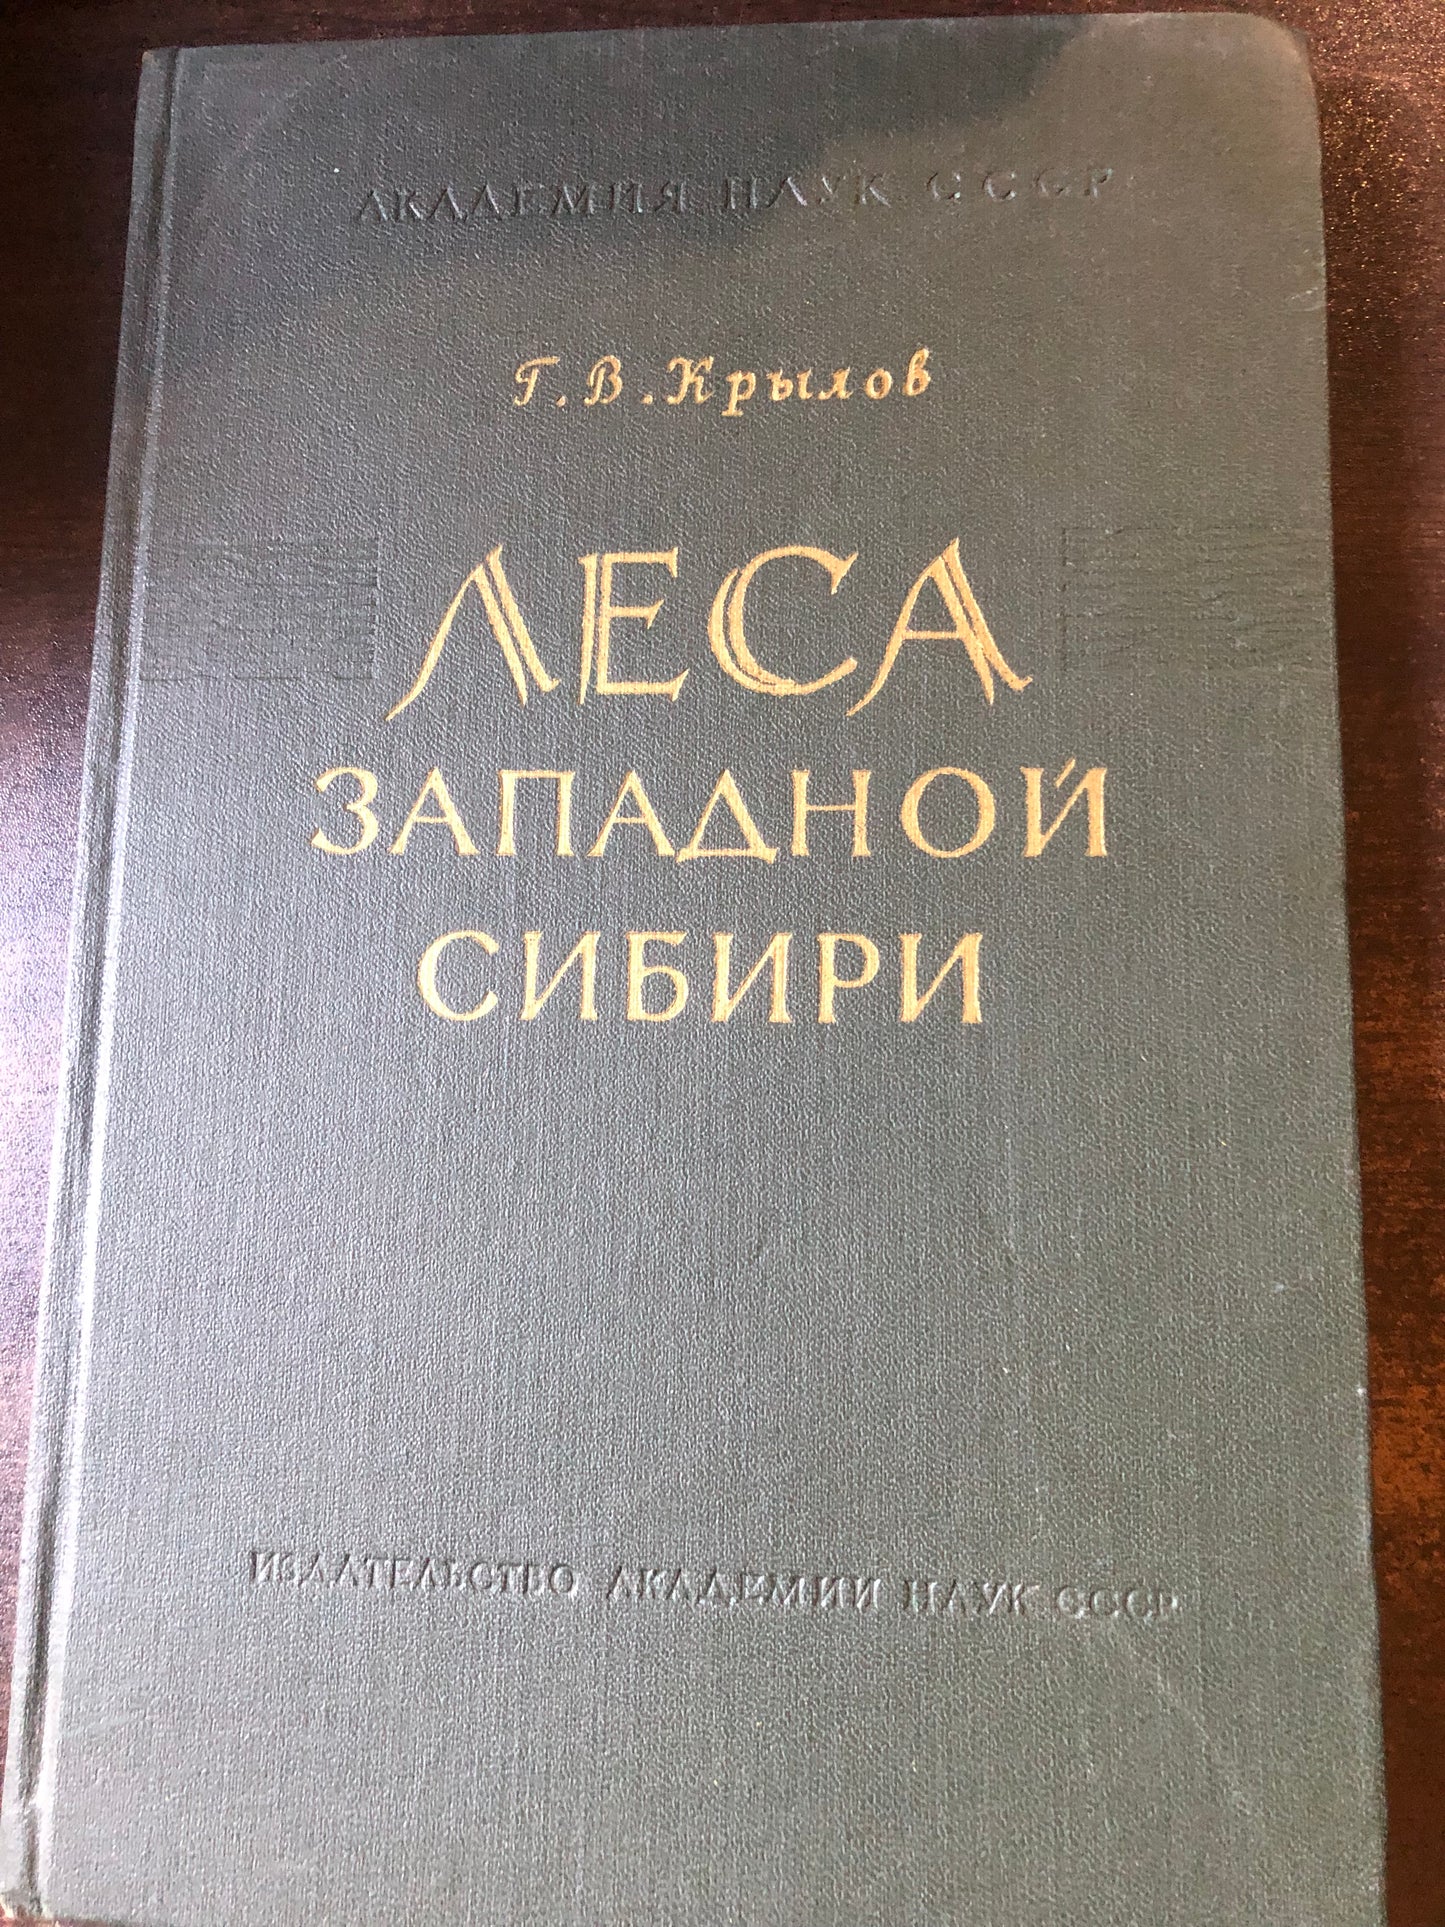 АКАДЕМИЯ НАУК СССР
Г. В. Крылов
ЛЕСА
ЗАПАДНОЙ
СИБИРИ
ИЗДАТЕЛЬСТВО АКАДЕМИИ НАУК СССР